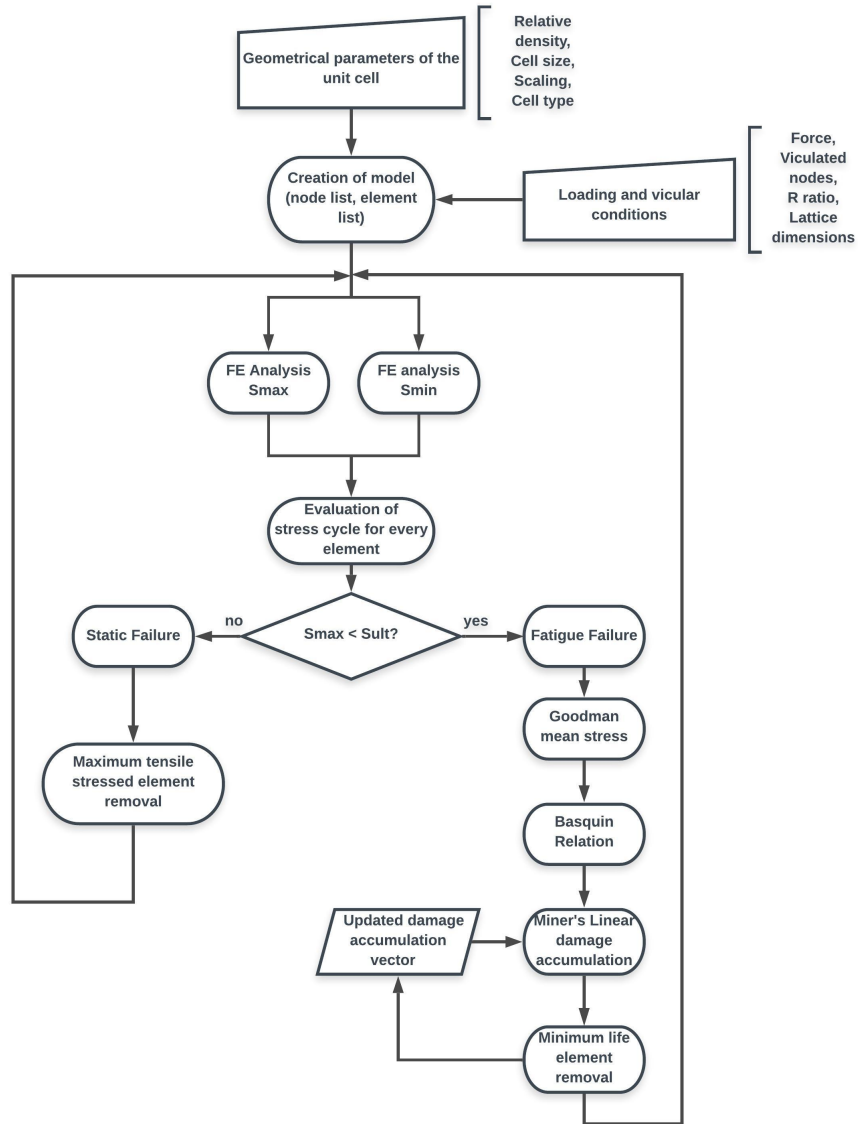 Geometrical parameters of the
unit cell
Relative
density,
Cell size,
Scaling,
Cell type
Creation of model
(node list, element
list)
Loading and vicular
conditions
Force,
Viculated
nodes,
R ratio,
Lattice
dimensions
FE Analysis
Smax
FE analysis
Smin
Evaluation of
stress cycle for every
element
Smax < Sult?
no
yes
Static Failure
Fatigue Failure
Maximum tensile
stressed element
removal
Goodman
mean stress
Basquin
Relation
Updated damage
accumulation
vector
Miner's Linear
damage
accumulation
Minimum life
element
removal